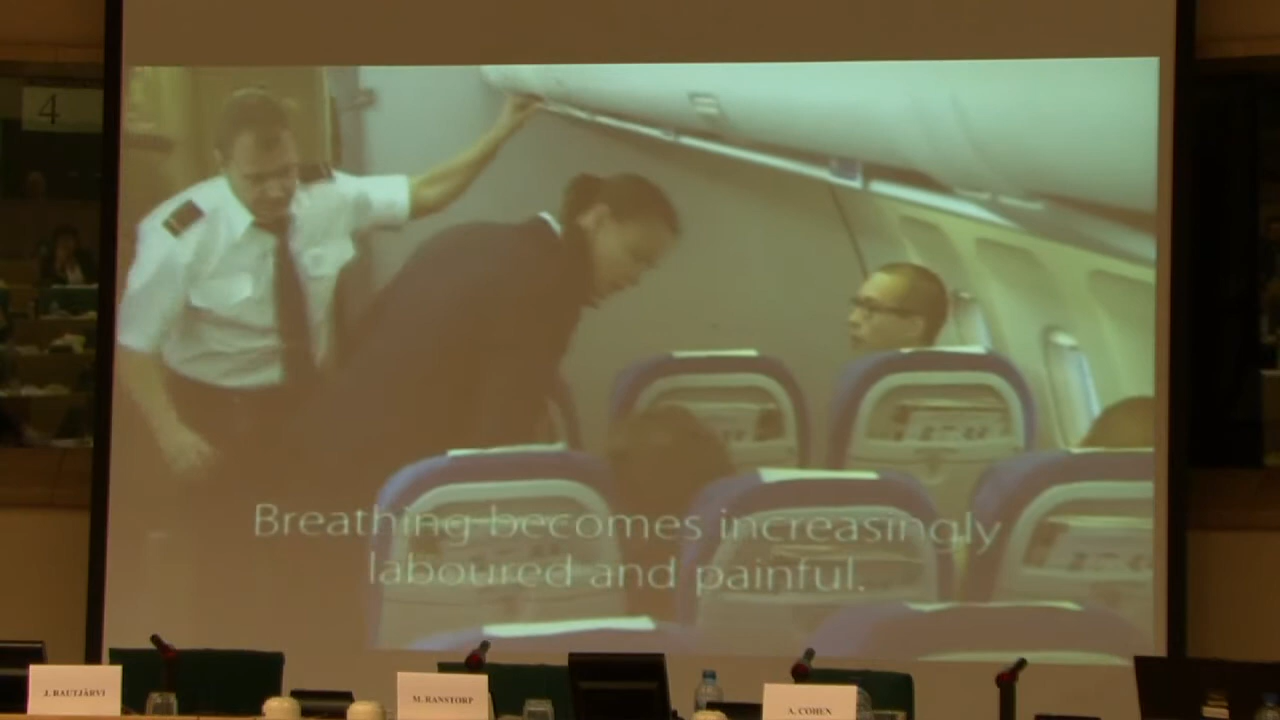 4
Breathing becomes increasingly
laboured and painful.
J. RAUTJÄRVI
M. RANSTORP
A. COHEN